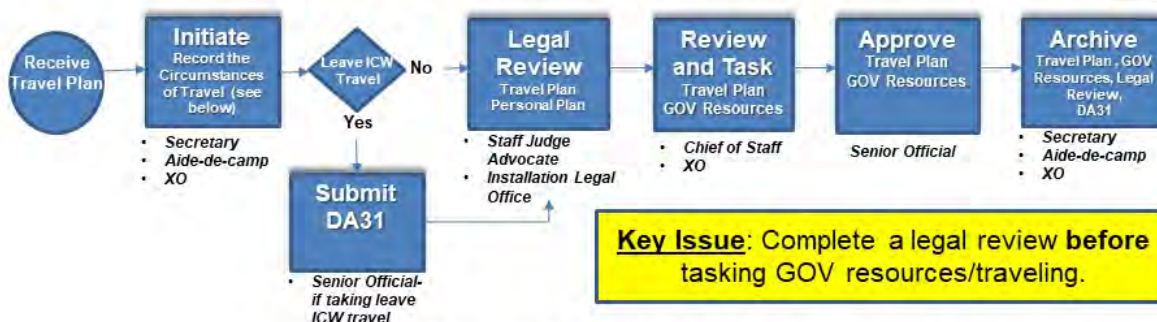 Receive
Travel Plan
Initiate
Record the
Circumstances
of Travel (see
below)
• Secretary
• Aide-de-camp
• XO
Leave ICW
Travel
No
Yes
Submit
DA31
• Senior Official-
if taking leave
ICW travel
Legal
Review
Travel Plan
Personal Plan
• Staff Judge
Advocate
• Installation Legal
Office
Review
and Task
Travel Plan
GOV Resources
• Chief of Staff
• XO
Approve
Travel Plan
GOV Resources
Senior Official
Archive
Travel Plan , GOV
Resources, Legal
Review,
DA31
• Secretary
• Aide-de-camp
• XO
Key Issue: Complete a legal review before
tasking GOV resources/traveling.